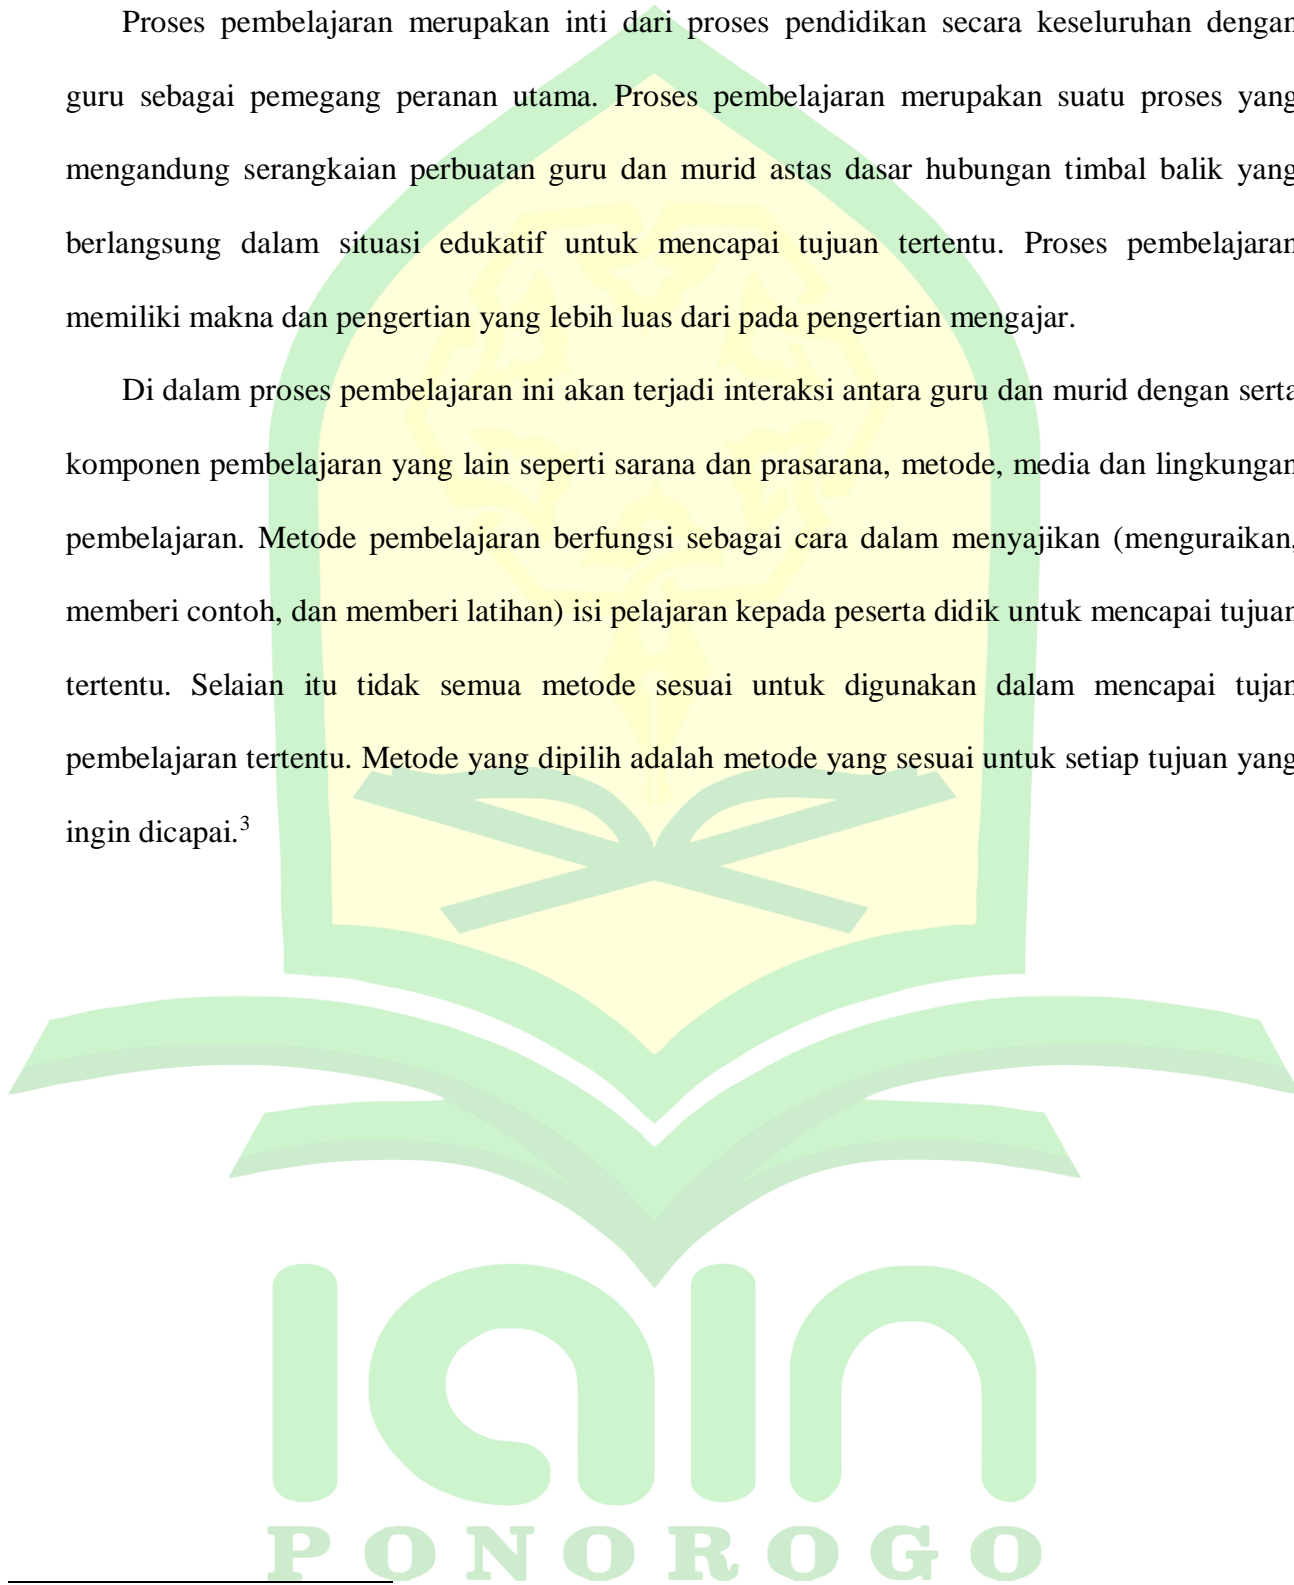 Proses pembelajaran merupakan inti dari proses pendidikan secara keseluruhan dengan
guru sebagai pemegang peranan utama. Proses pembelajaran merupakan suatu proses yang
mengandung serangkaian perbuatan guru dan murid astas dasar hubungan timbal balik yang
berlangsung dalam situasi edukatif untuk mencapai tujuan tertentu. Proses pembelajaran
memiliki makna dan pengertian yang lebih luas dari pada pengertian mengajar.
Di dalam proses pembelajaran ini akan terjadi interaksi antara guru dan murid dengan serta
komponen pembelajaran yang lain seperti sarana dan prasarana, metode, media dan lingkungan
pembelajaran. Metode pembelajaran berfungsi sebagai cara dalam menyajikan (menguraikan,
memberi contoh, dan memberi latihan) isi pelajaran kepada peserta didik untuk mencapai tujuan
tertentu. Selaian itu tidak semua metode sesuai untuk digunakan dalam mencapai tujan
pembelajaran tertentu. Metode yang dipilih adalah metode yang sesuai untuk setiap tujuan yang
ingin dicapai.³
iain
PONOROGO